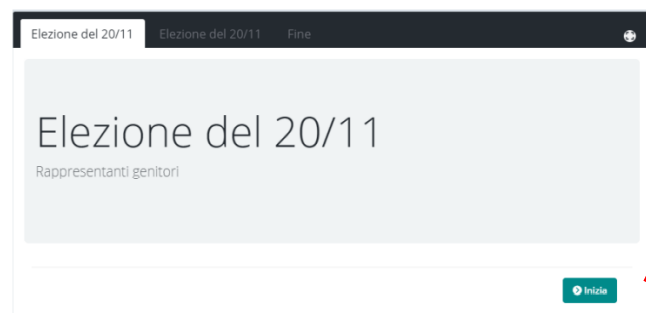 Elezione del 20/11 Elezione del 20/11 Fine
Elezione del 20/11
Rappresentanti genitori
Inizia